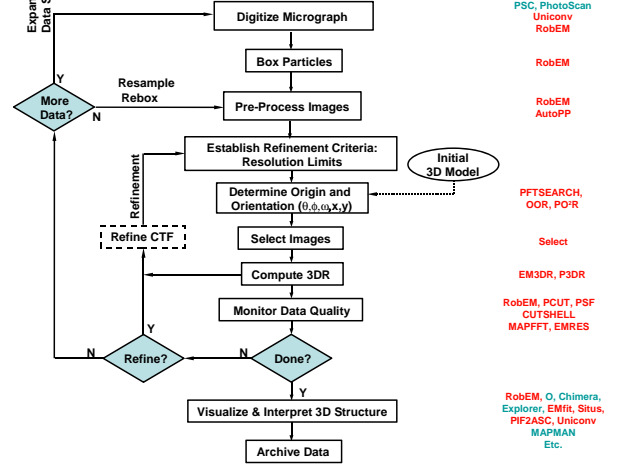 Expan
Data S
Digitize Micrograph
PSC, PhotoScan
Uniconv
RobEM
Box Particles
RobEM
Y
More
Data?
N
Resample
Rebox
Pre-Process Images
RobEM
AutoPP
Establish Refinement Criteria:
Resolution Limits
Initial
3D Model
Refinement
Determine Origin and
Orientation (θ,φ,ω,x,y)
PFTSEARCH,
OOR, PO²R
Refine CTF
Select Images
Select
Compute 3DR
EM3DR, P3DR
Monitor Data Quality
RobEM, PCUT, PSF
CUTSHELL
MAPFFT, EMRES
Y
N
Refine?
N
Done?
Y
Visualize & Interpret 3D Structure
RobEM, O, Chimera,
Explorer, EMfit, Situs,
PIF2ASC, Uniconv
MAPMAN
Etc.
Archive Data